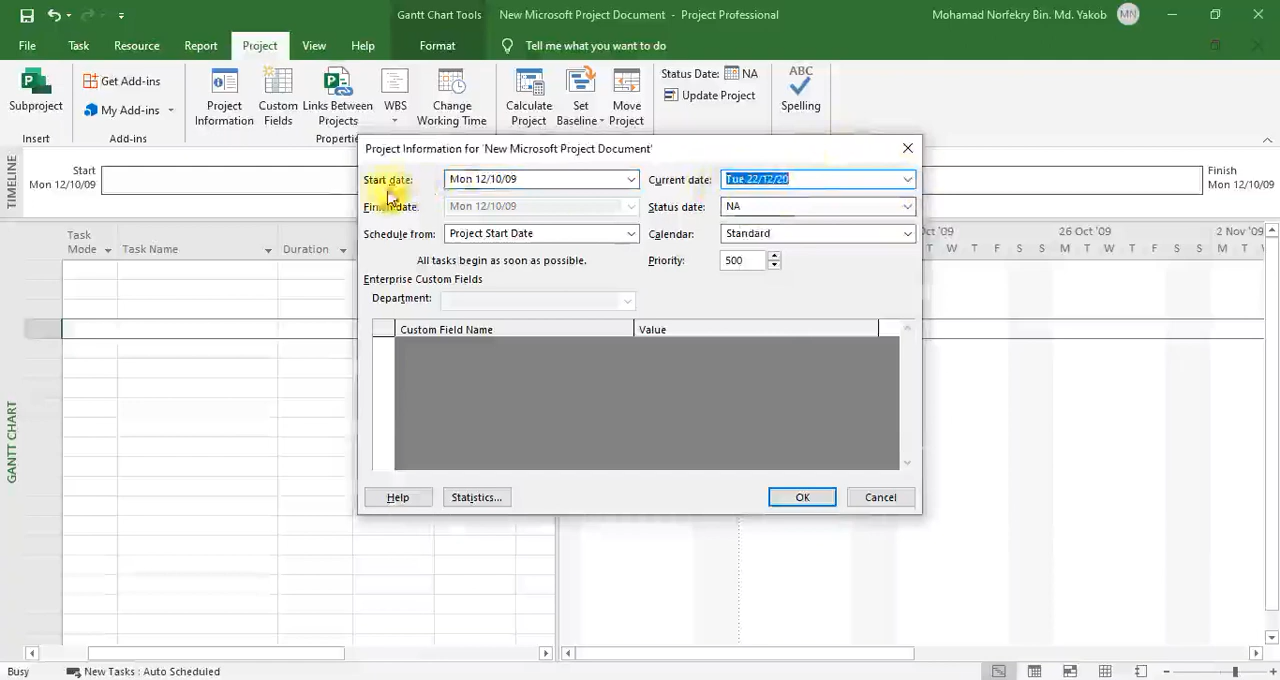 Gantt Chart Tools
New Microsoft Project Document - Project Professional
Mohamad Norfekry Bin. Md. Yakob
MN
File
Task
Resource
Report
Project
View
Help
Format
Tell me what you want to do
Subproject
Get Add-ins
My Add-ins
Project
Information
Custom
Fields
Links Between
Projects
WBS
Change
Working Time
Calculate
Project
Set
Baseline
Move
Project
Status Date:
NA
Update Project
ABC
Spelling
Insert
Add-ins
TIMELINE
Start
Mon 12/10/09
Finish
Mon 12/10/09
Project Information for 'New Microsoft Project Document'
Start date:
Mon 12/10/09
Current date:
Tue 22/12/20
Finish date:
Mon 12/10/09
Status date:
NA
Schedule from:
Project Start Date
Calendar:
Standard
All tasks begin as soon as possible.
Priority:
500
Enterprise Custom Fields
Department:
Custom Field Name
Value
Help
Statistics...
OK
Cancel
GANTT CHART
Task
Mode
Task Name
Duration
26 Oct '09
2 Nov '09
T W T F S S M T W T F S S M T W
Busy
New Tasks : Auto Scheduled